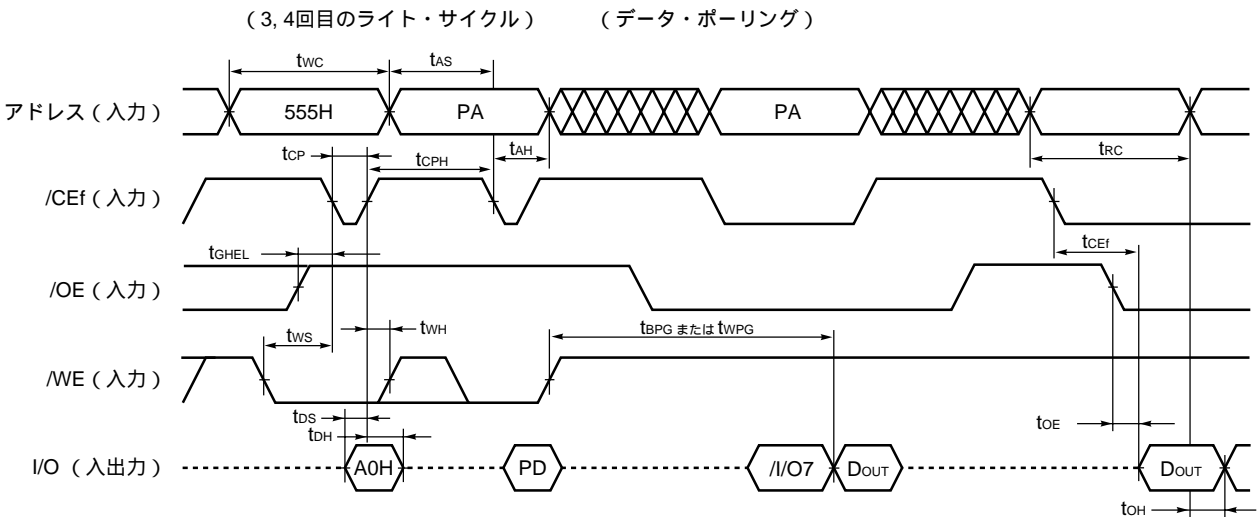 （3, 4回目のライト・サイクル） （データ・ポーリング）
tWC tAS
アドレス（入力） 555H PA PA
tCP tCPH tAH tRC
/CEf（入力）
tGHEL tCEf
/OE（入力）
tWS tWH tBPG または tWPG
/WE（入力）
tDS tOE
tDH
I/O （入出力） A0H PD /I/O7 DOUT DOUT
tOH